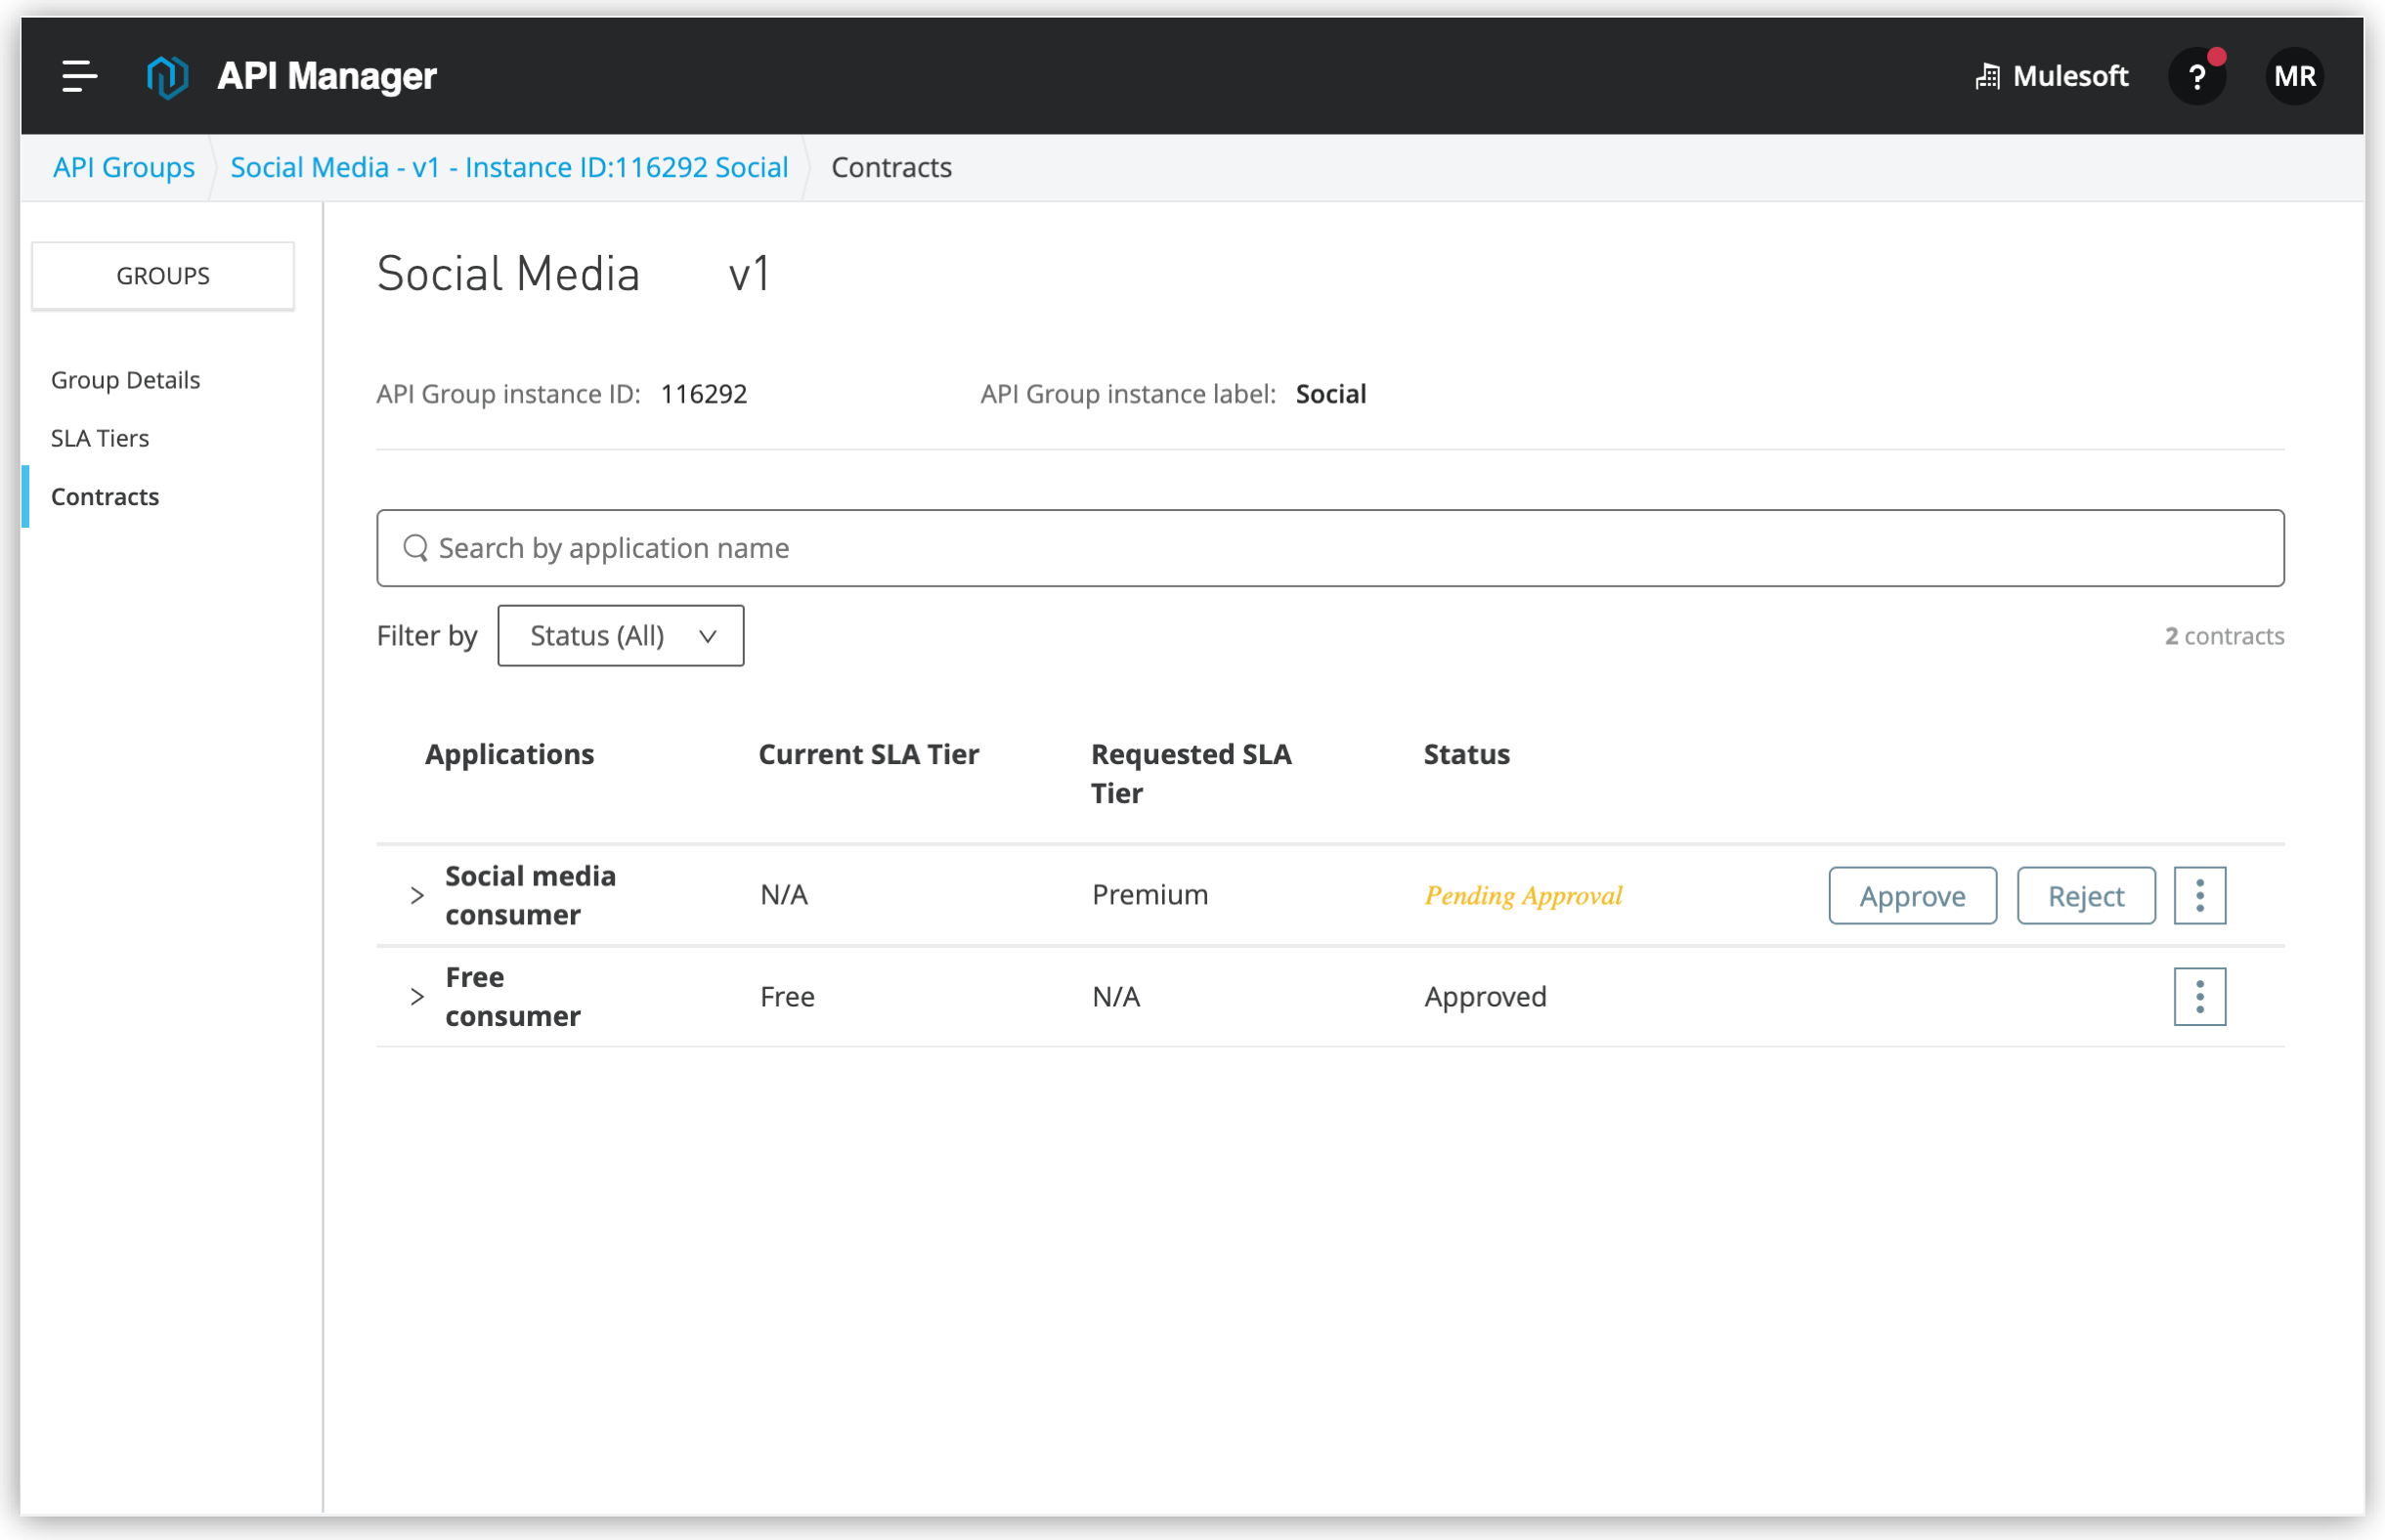 API Manager
Mulesoft
?
MR
API Groups
Social Media - v1 - Instance ID:116292 Social
Contracts
GROUPS
Group Details
SLA Tiers
Contracts
Social Media v1
API Group instance ID: 116292
API Group instance label: Social
Search by application name
Filter by
Status (All)
2 contracts
Applications
Current SLA Tier
Requested SLA
Tier
Status
Social media
consumer
N/A
Premium
Pending Approval
Approve
Reject
Free
consumer
Free
N/A
Approved